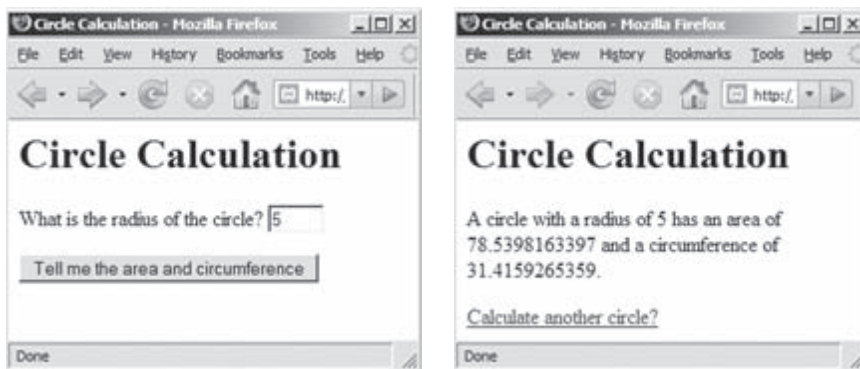 Circle Calculation - Mozilla Firefox
File Edit View History Bookmarks Tools Help
http:/.
Circle Calculation
What is the radius of the circle? 5
Tell me the area and circumference
Done
Circle Calculation - Mozilla Firefox
File Edit View History Bookmarks Tools Help
http:/.
Circle Calculation
A circle with a radius of 5 has an area of
78.5398163397 and a circumference of
31.4159265359.
Calculate another circle?
Done